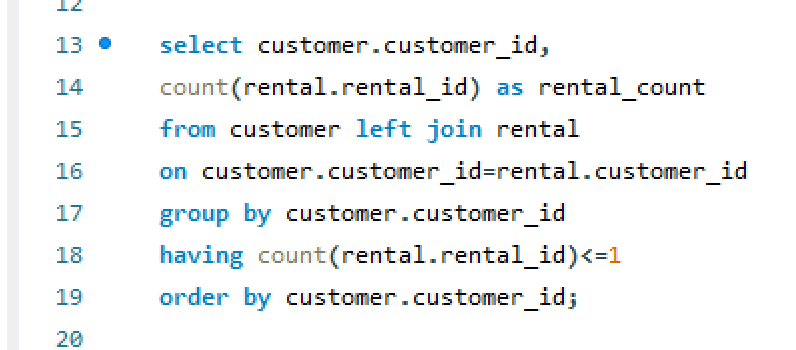 12
13 select customer.customer_id,
14 count(rental.rental_id) as rental_count
15 from customer left join rental
16 on customer.customer_id=rental.customer_id
17 group by customer.customer_id
18 having count(rental.rental_id)<=1
19 order by customer.customer_id;
20